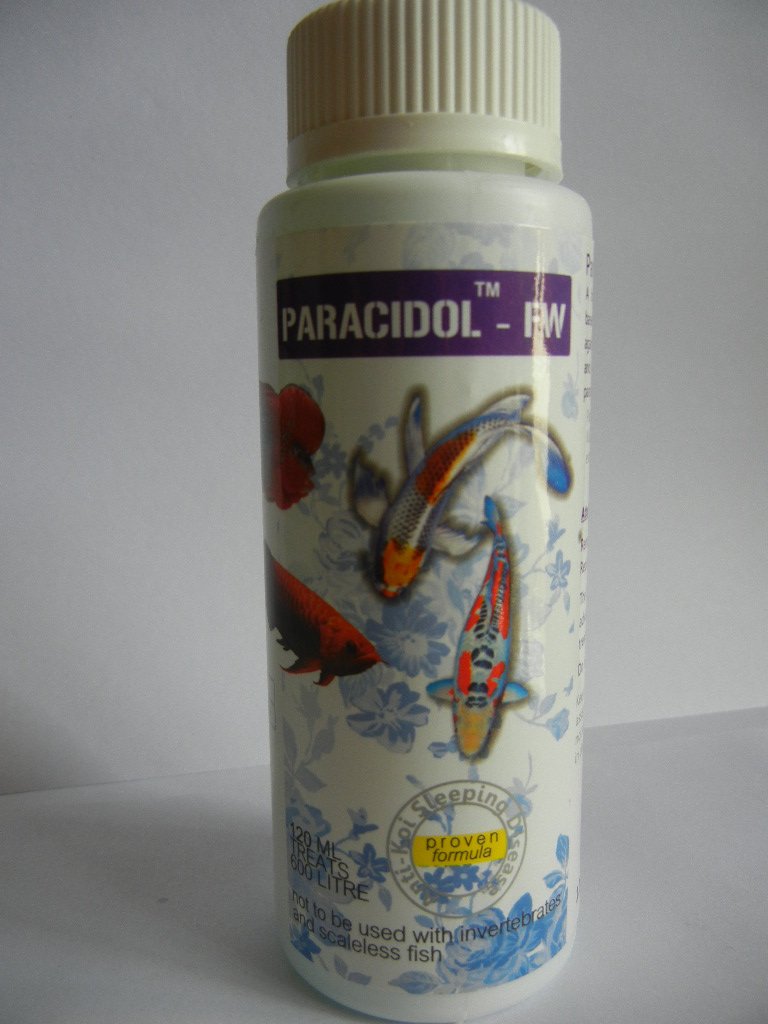 PARACIDOL™ - FW
Anti-Koi Sleeping Disease
proven
formula
120 ML
TREATS
600 LITRE
not to be used with invertebrates
and scaleless fish